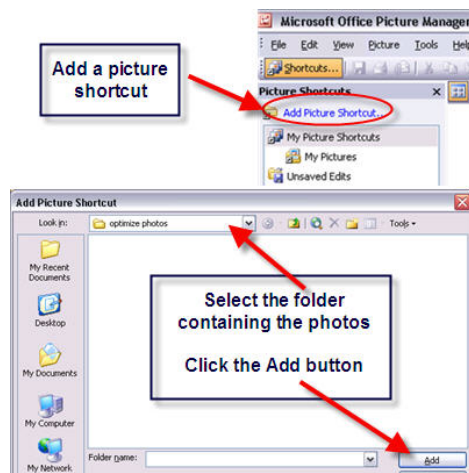 Microsoft Office Picture Manager
File Edit View Picture Tools Help
Shortcuts...
Add a picture
shortcut
Picture Shortcuts
Add Picture Shortcut...
My Picture Shortcuts
My Pictures
Unsaved Edits
Add Picture Shortcut
Look in: optimize photos Tools
My Recent
Documents
Desktop
My Documents
My Computer
My Network
Select the folder
containing the photos
Click the Add button
Folder name: Add